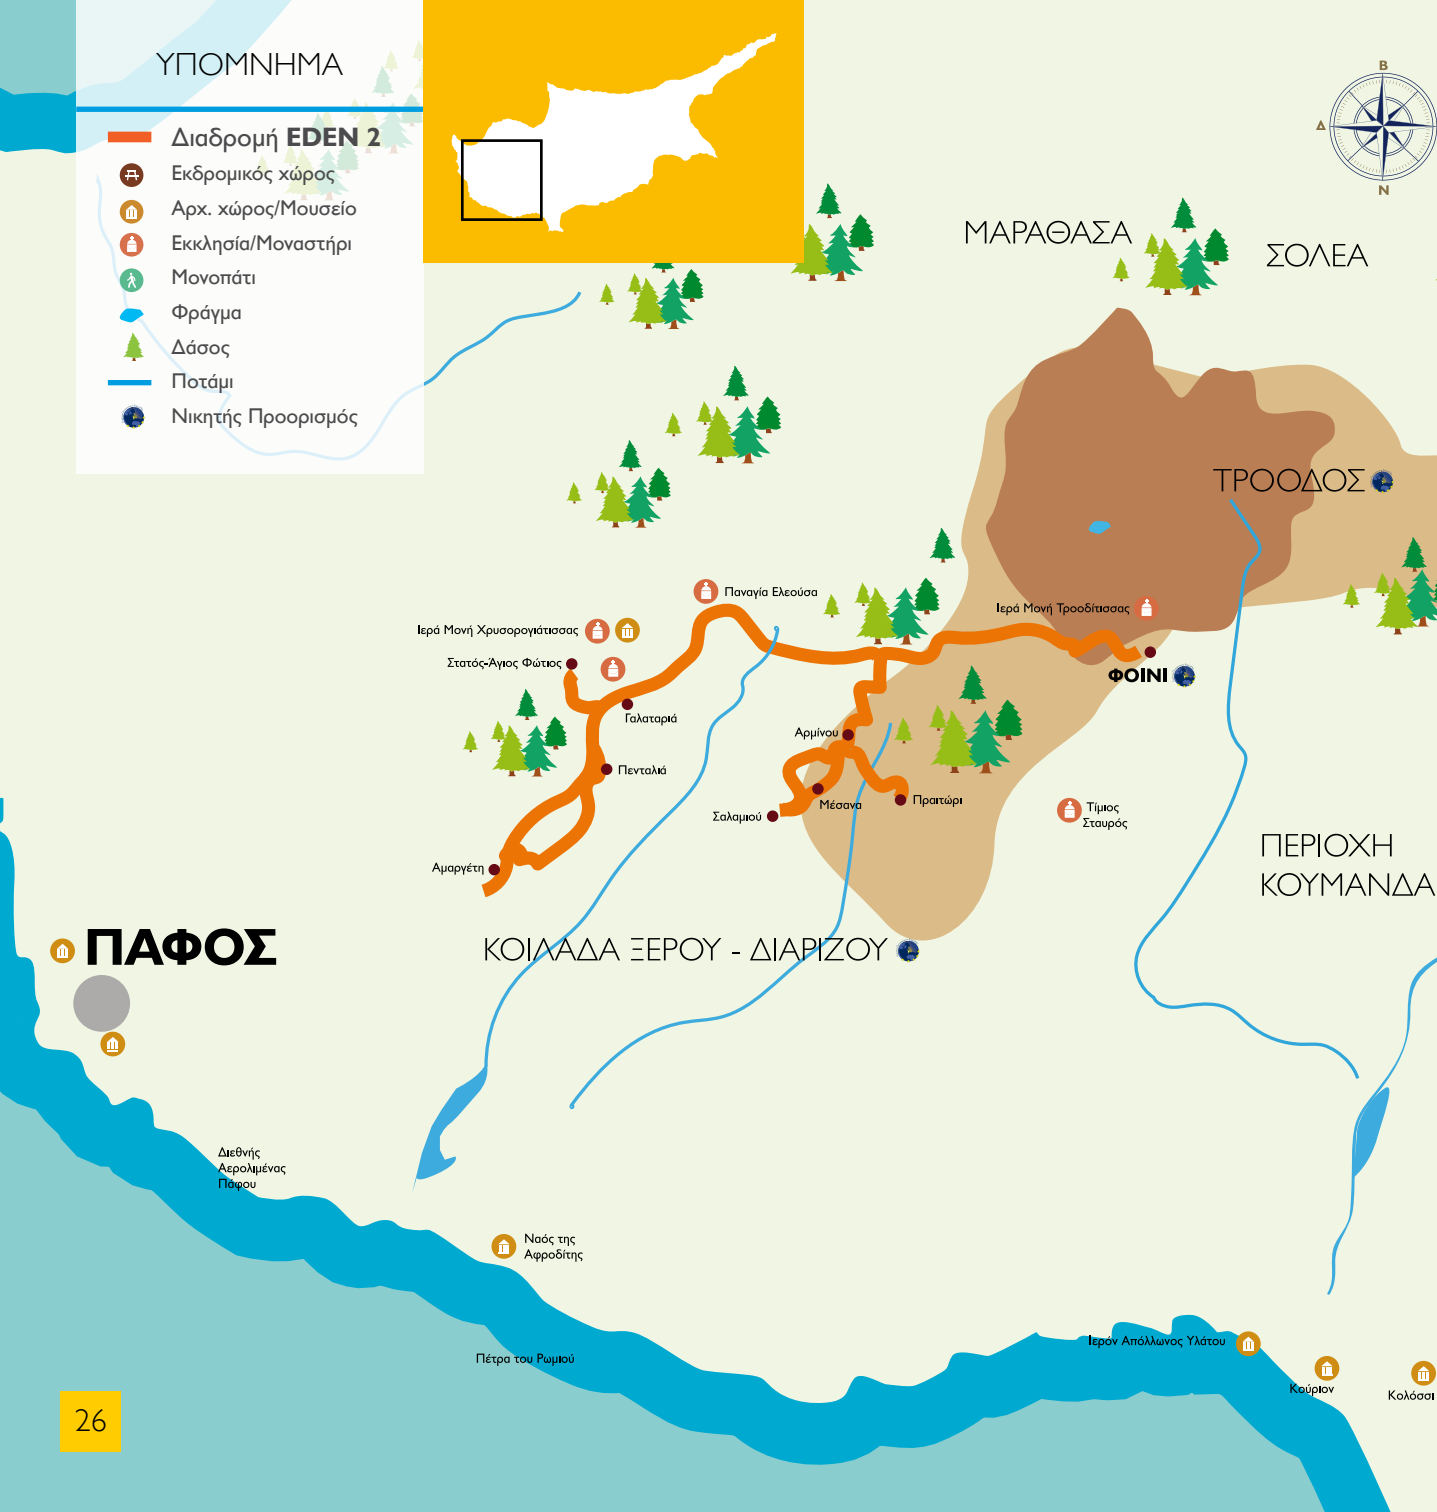 ΥΠΟΜΝΗΜΑ
Διαδρομή EDEN 2
Εκδρομικός χώρος
Αρχ. χώρος/Μουσείο
Εκκλησία/Μοναστήρι
Μονοπάτι
Φράγμα
Δάσος
Ποτάμι
Νικητής Προορισμός
Β
Δ
Ν
ΜΑΡΑΘΑΣΑ
ΣΟΛΕΑ
ΤΡΟΟΔΟΣ
Παναγία Ελεούσα
Ιερά Μονή Τροοδίτισσας
Ιερά Μονή Χρυσορογιάτισσας
Στατός-Άγιος Φώτιος
ΦΟΙΝΙ
Γαλαταριά
Αρμίνου
Πενταλιά
Πραιτώρι
Μέσανα
Σαλαμιού
Τίμιος
Σταυρός
ΠΕΡΙΟΧΗ
ΚΟΥΜΑΝΔΑ
Αμαργέτη
ΠΑΦΟΣ
ΚΟΙΛΑΔΑ ΞΕΡΟΥ - ΔΙΑΡΙΖΟΥ
Διεθνής
Αερολιμένας
Πάφου
Ναός της
Αφροδίτης
Πέτρα του Ρωμιού
Ιερόν Απόλλωνος Υλάτου
Κούριον
Κολόσσι
26